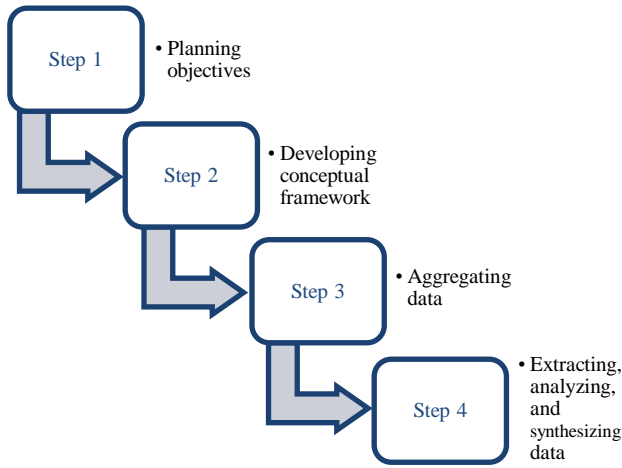 Step 1
• Planning
objectives
Step 2
• Developing
conceptual
framework
Step 3
• Aggregating
data
Step 4
• Extracting,
analyzing,
and
synthesizing
data